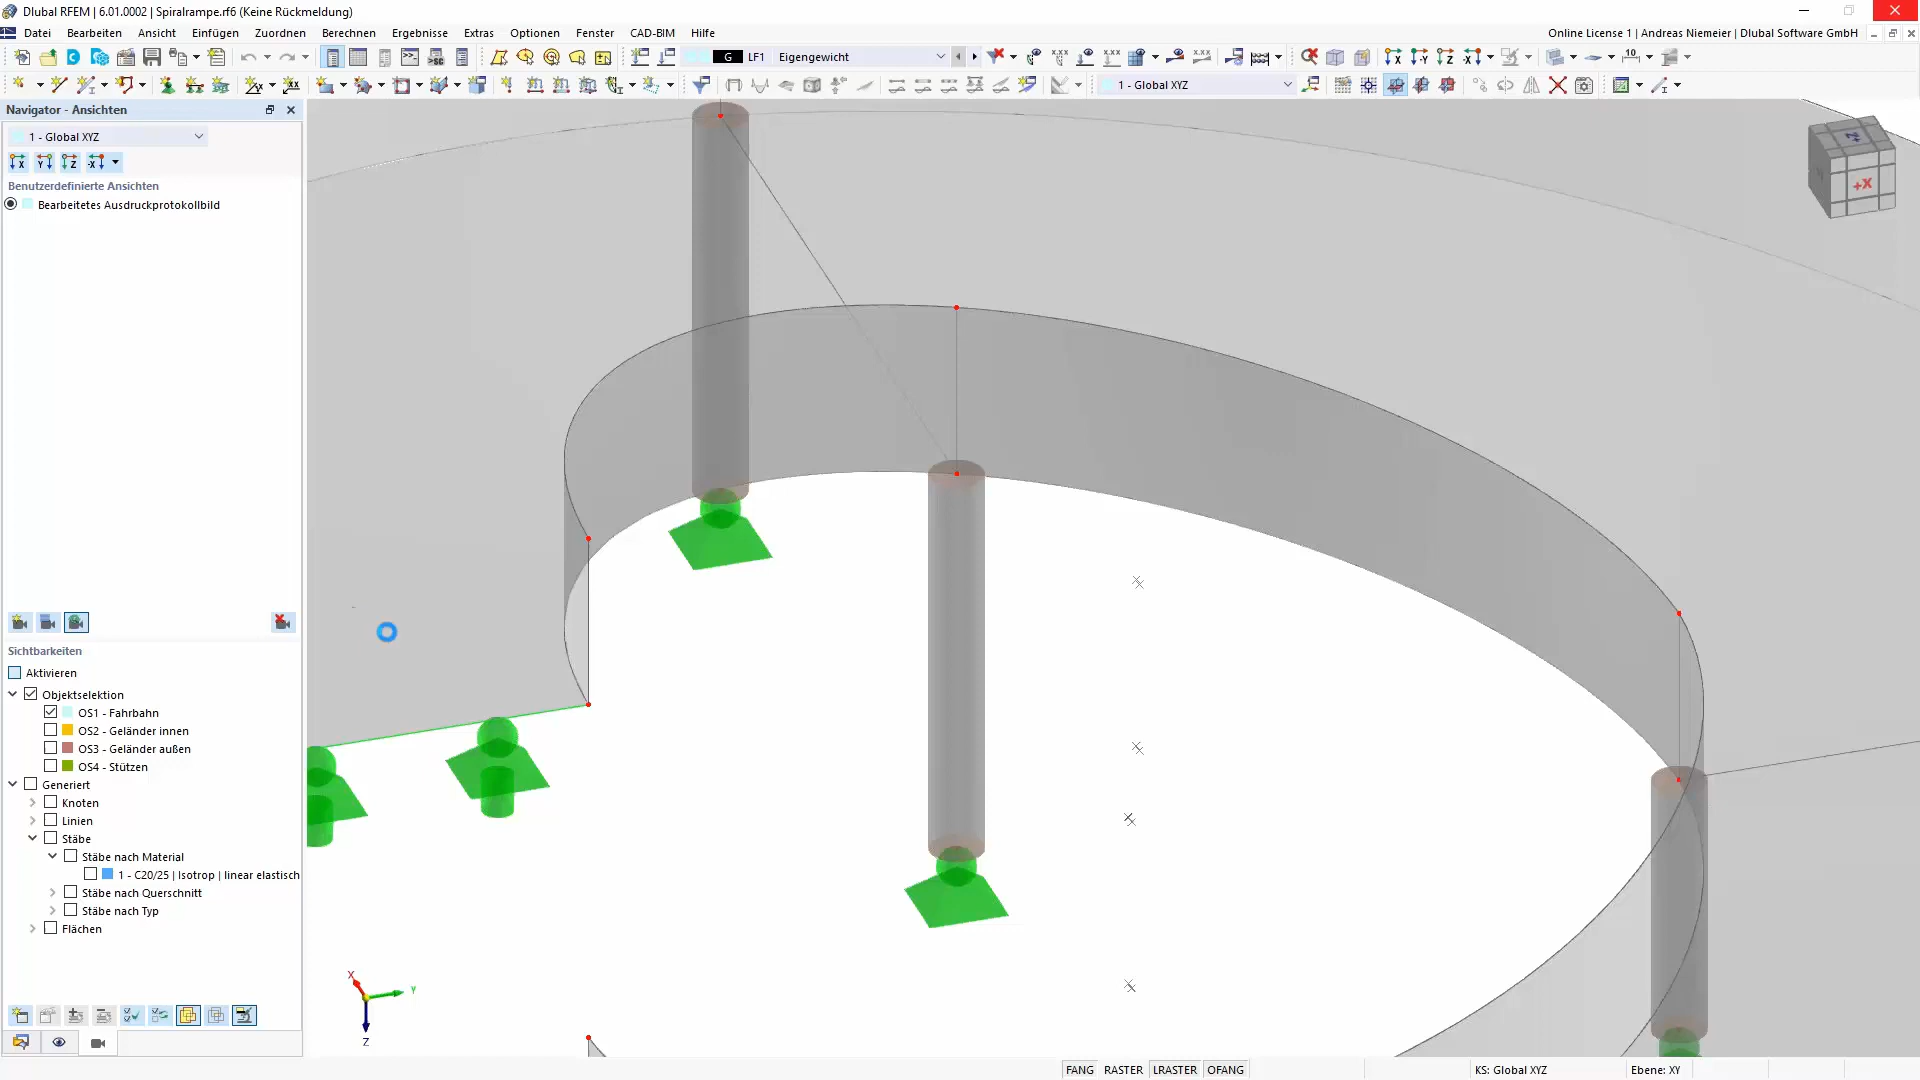 Dlubal RFEM | 6.01.0002 | Spiralrampe.rf6 (Keine Rückmeldung)
Datei Bearbeiten Ansicht Einfügen Zuordnen Berechnen Ergebnisse Extras Optionen Fenster CAD-BIM Hilfe
Online License 1 | Andreas Niemeier | Dlubal Software GmbH
G LF1 Eigengewicht
1 - Global XYZ
Navigator - Ansichten
1 - Global XYZ
Benutzerdefinierte Ansichten
Bearbeitetes Ausdruckprotokollbild
+X
Sichtbarkeiten
Aktivieren
Objektselektion
OS1 - Fahrbahn
OS2 - Geländer innen
OS3 - Geländer außen
OS4 - Stützen
Generiert
Knoten
Linien
Stäbe
Stäbe nach Material
1 - C20/25 | Isotrop | linear elastisch
Stäbe nach Querschnitt
Stäbe nach Typ
Flächen
X
Y
Z
FANG RASTER LRASTER OFANG KS: Global XYZ Ebene: XY